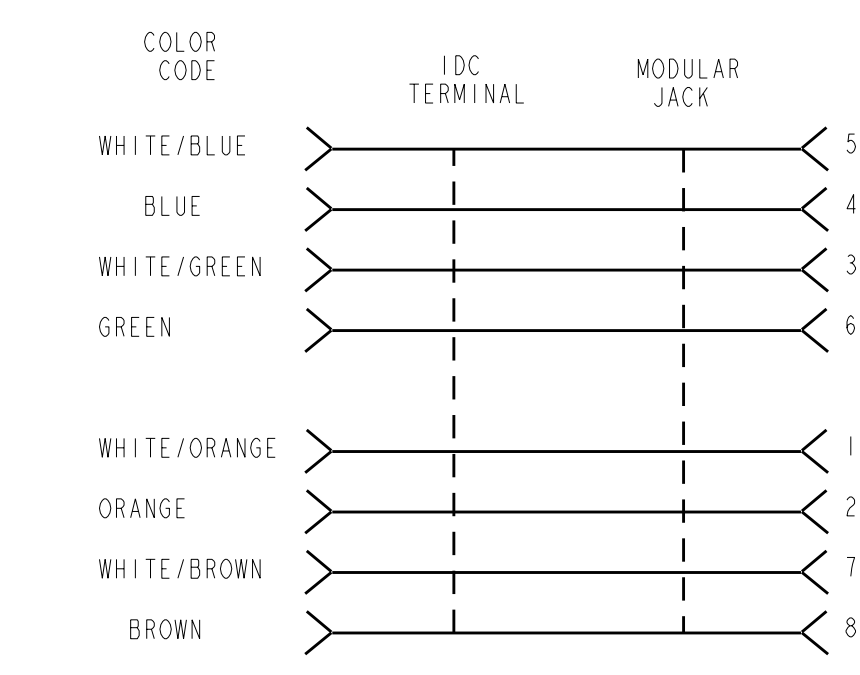 COLOR
CODE
IDC
TERMINAL
MODULAR
JACK
WHITE/BLUE 5
BLUE 4
WHITE/GREEN 3
GREEN 6
WHITE/ORANGE 1
ORANGE 2
WHITE/BROWN 7
BROWN 8